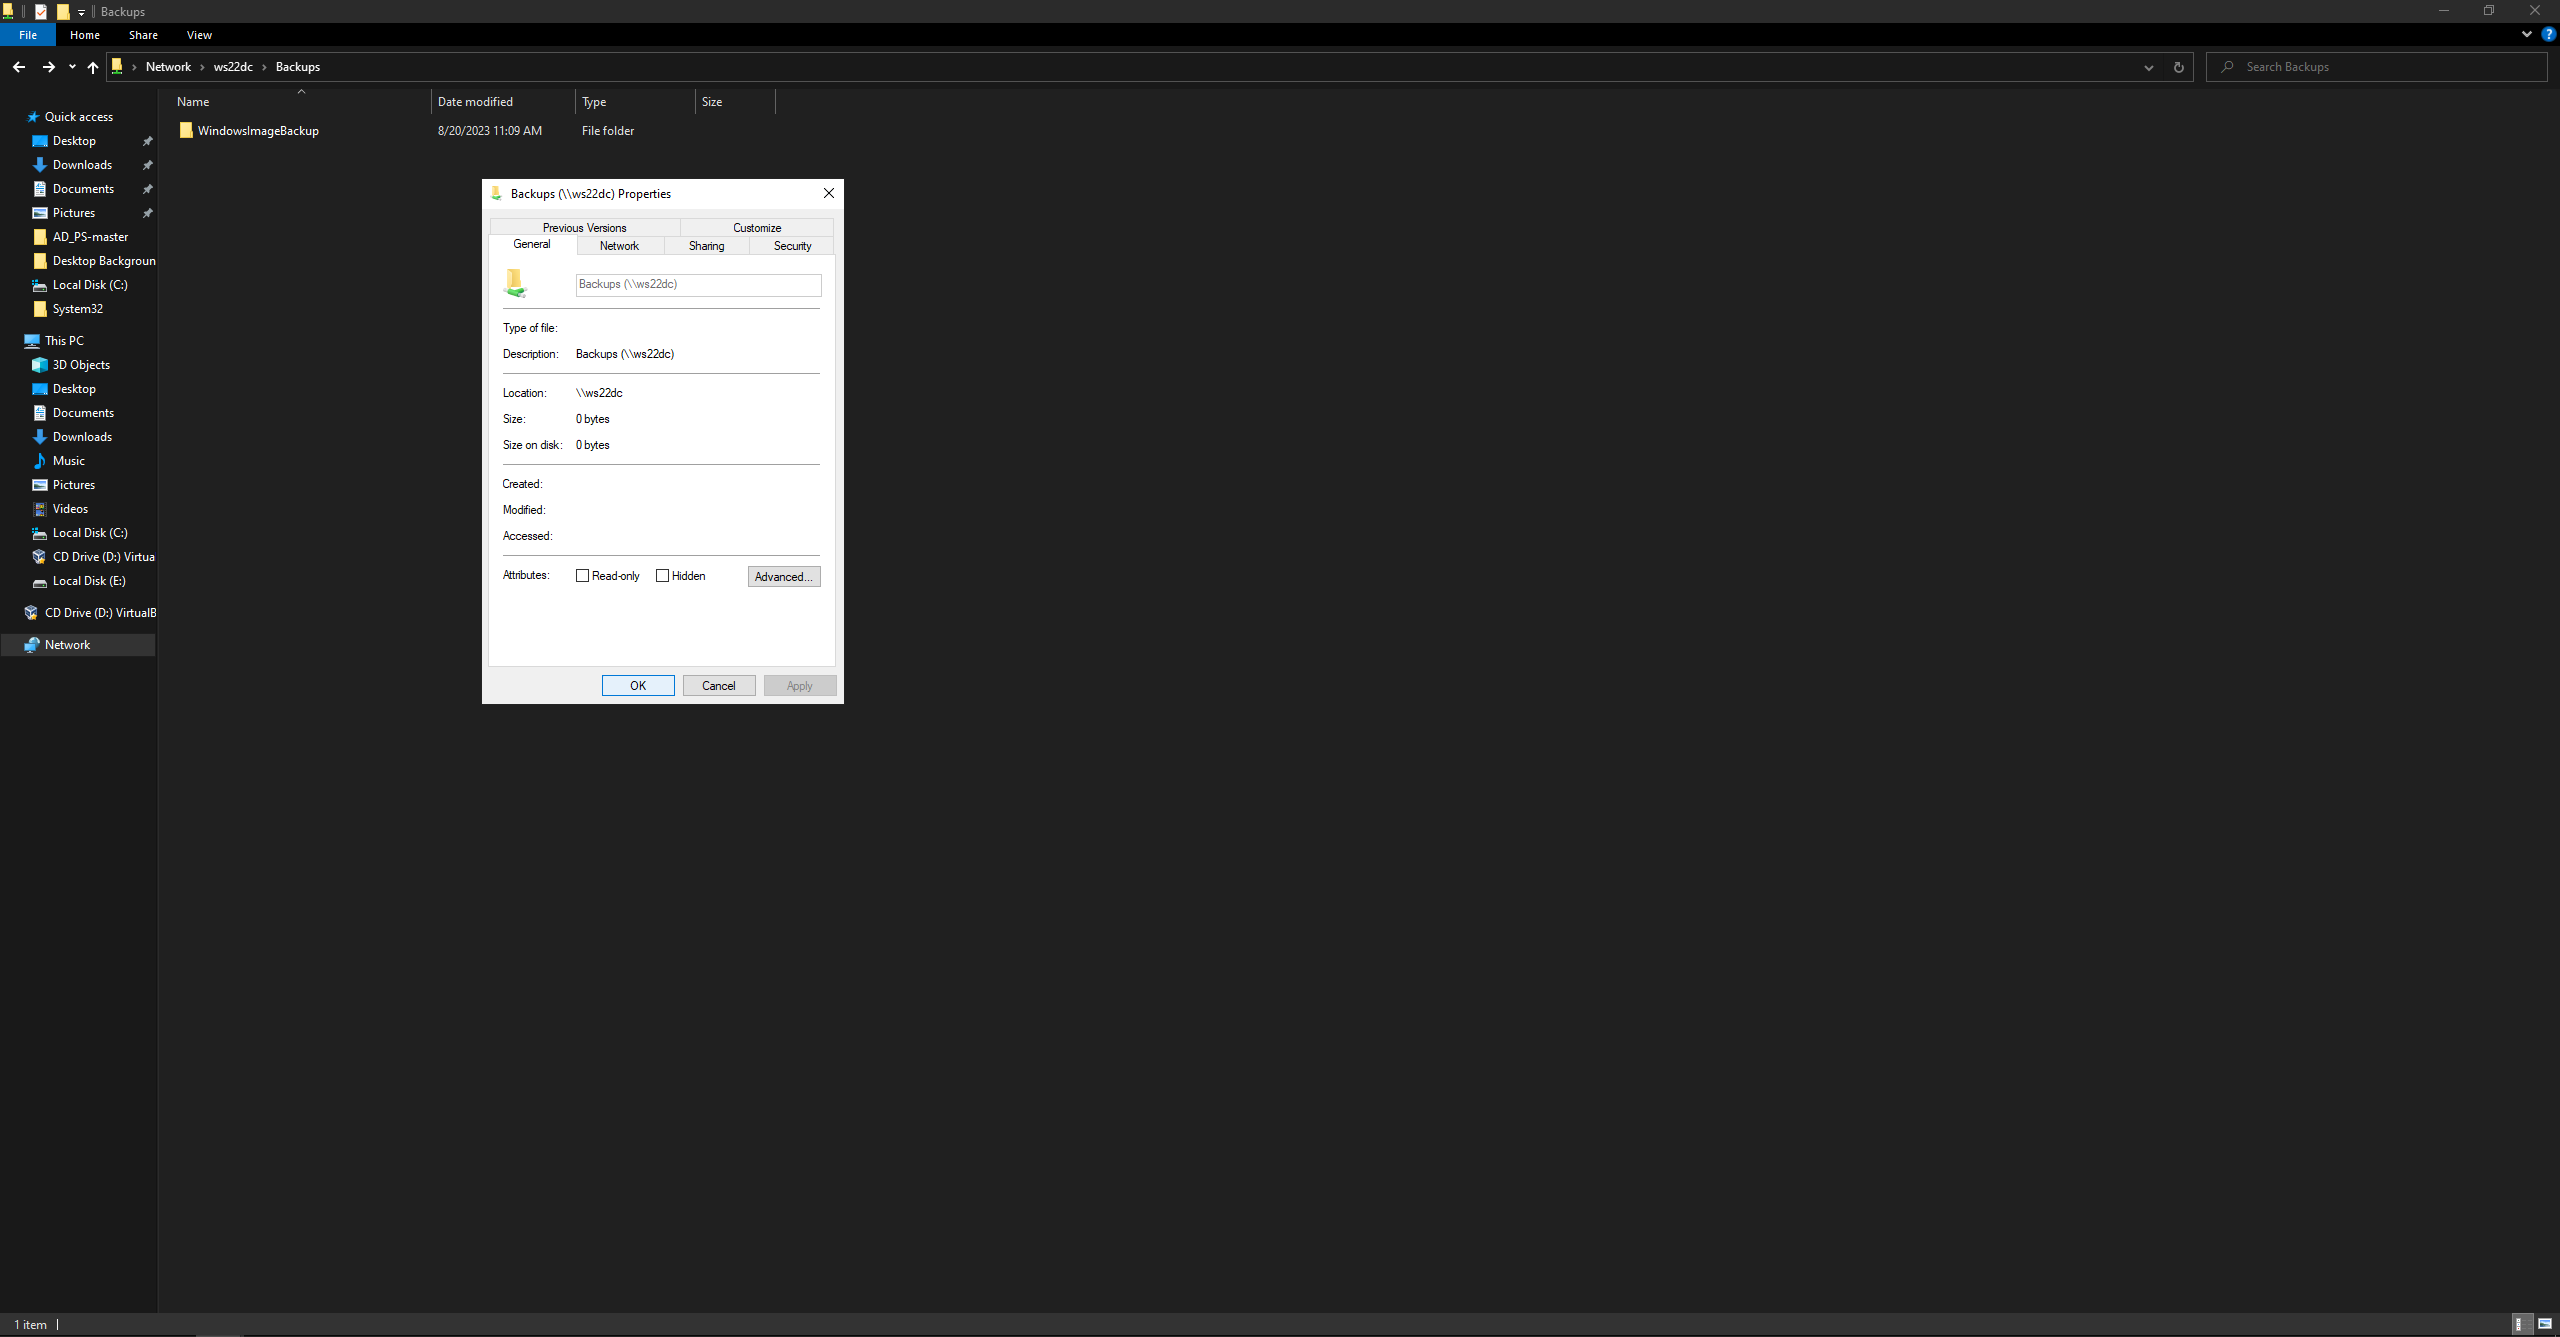 Backups
File Home Share View
Network ws22dc Backups
Search Backups
Name Date modified Type Size
WindowsImageBackup 8/20/2023 11:09 AM File folder
Quick access
Desktop
Downloads
Documents
Pictures
AD_PS-master
Desktop Backgroun
Local Disk (C:)
System32
This PC
3D Objects
Desktop
Documents
Downloads
Music
Pictures
Videos
Local Disk (C:)
CD Drive (D:) Virtua
Local Disk (E:)
CD Drive (D:) VirtualB
Network
Backups (\\ws22dc) Properties
Previous Versions Customize
General Network Sharing Security
Backups (\\ws22dc)
Type of file:
Description: Backups (\\ws22dc)
Location: \\ws22dc
Size: 0 bytes
Size on disk: 0 bytes
Created:
Modified:
Accessed:
Attributes: Read-only Hidden Advanced...
OK Cancel Apply
1 item